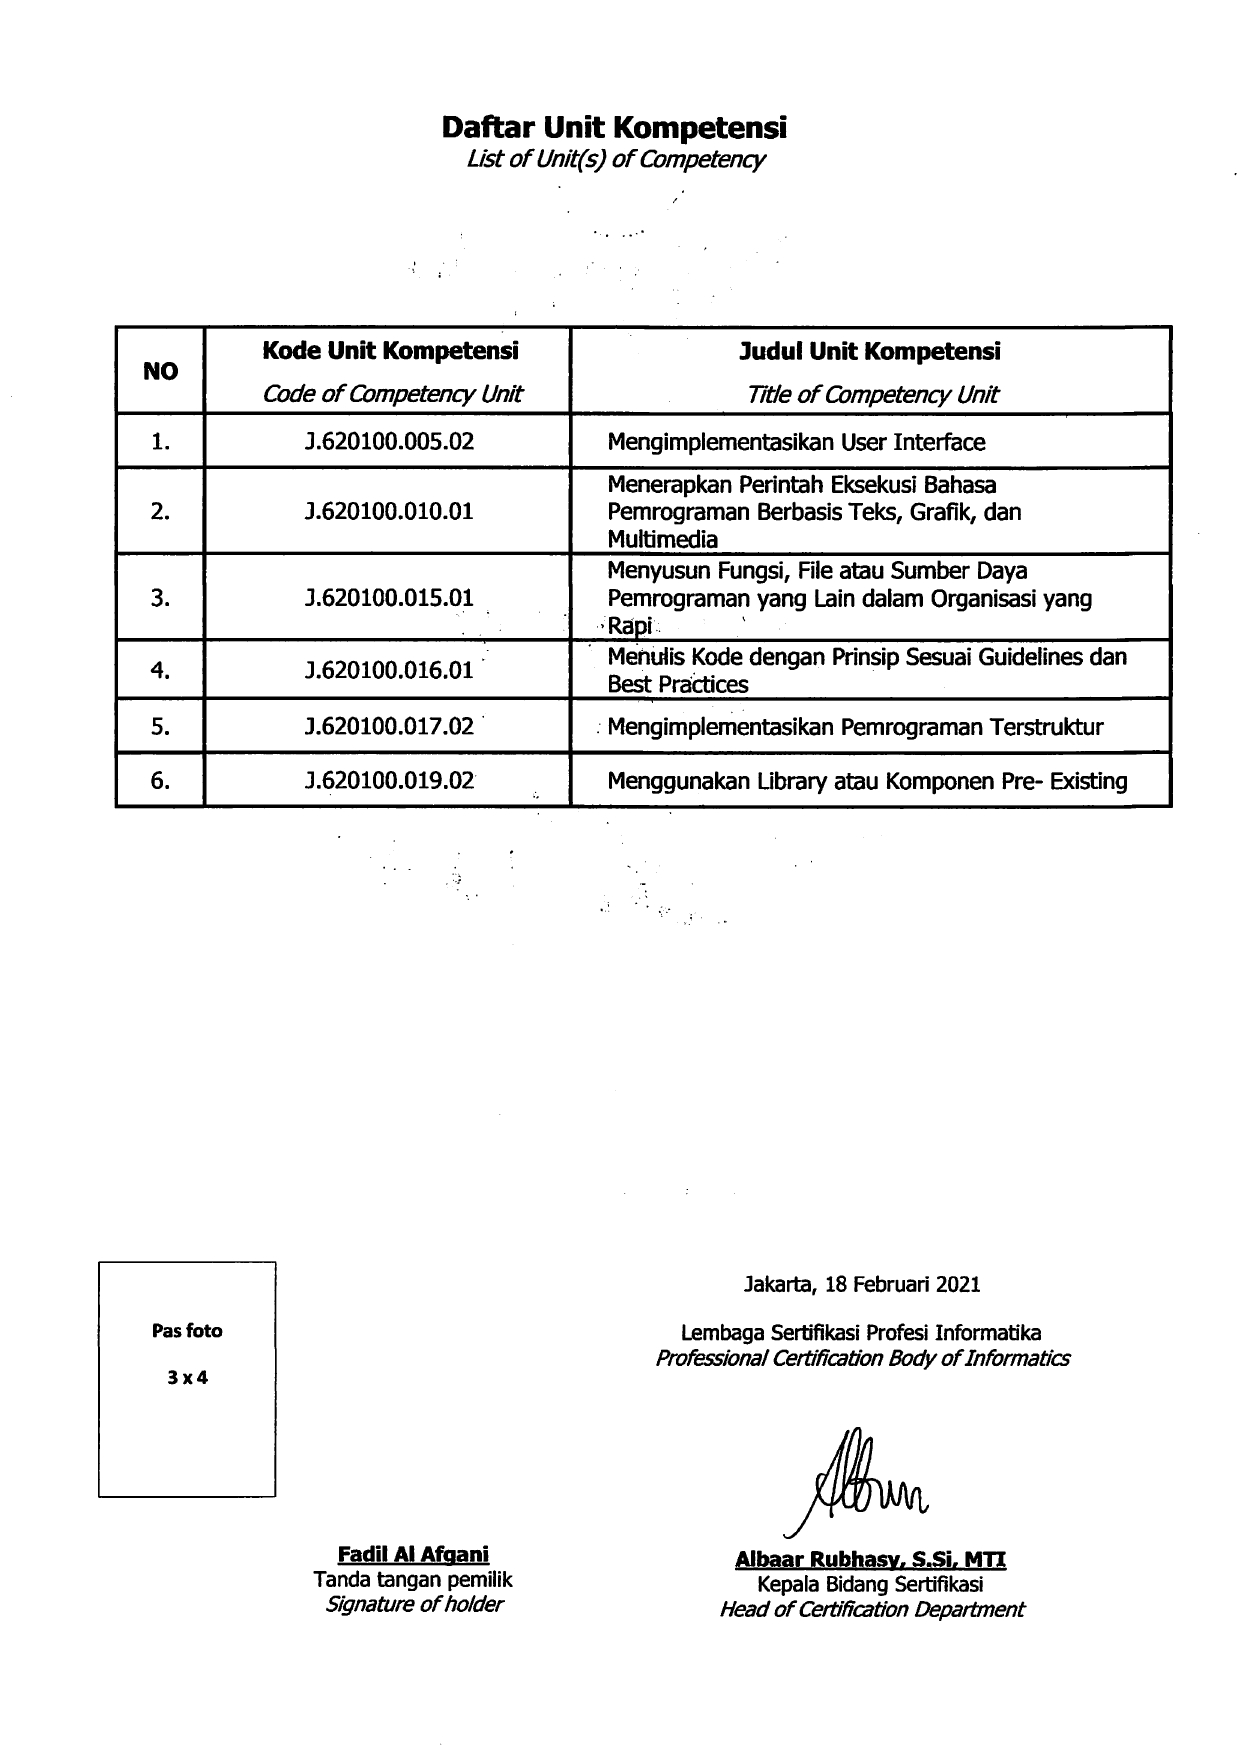 Daftar Unit Kompetensi
List of Unit(s) of Competency
NO
Kode Unit Kompetensi
Code of Competency Unit
Judul Unit Kompetensi
Title of Competency Unit
1.
J.620100.005.02
Mengimplementasikan User Interface
2.
J.620100.010.01
Menerapkan Perintah Eksekusi Bahasa
Pemrograman Berbasis Teks, Grafik, dan
Multimedia
3.
J.620100.015.01
Menyusun Fungsi, File atau Sumber Daya
Pemrograman yang Lain dalam Organisasi yang
Rapi
4.
J.620100.016.01
Menulis Kode dengan Prinsip Sesuai Guidelines dan
Best Practices
5.
J.620100.017.02
Mengimplementasikan Pemrograman Terstruktur
6.
J.620100.019.02
Menggunakan Library atau Komponen Pre- Existing
Pas foto
3 x 4
Jakarta, 18 Februari 2021
Lembaga Sertifikasi Profesi Informatika
Professional Certification Body of Informatics
Fadil Al Afgani
Tanda tangan pemilik
Signature of holder
Albaar Rubhasy, S.Si, MTI
Kepala Bidang Sertifikasi
Head of Certification Department